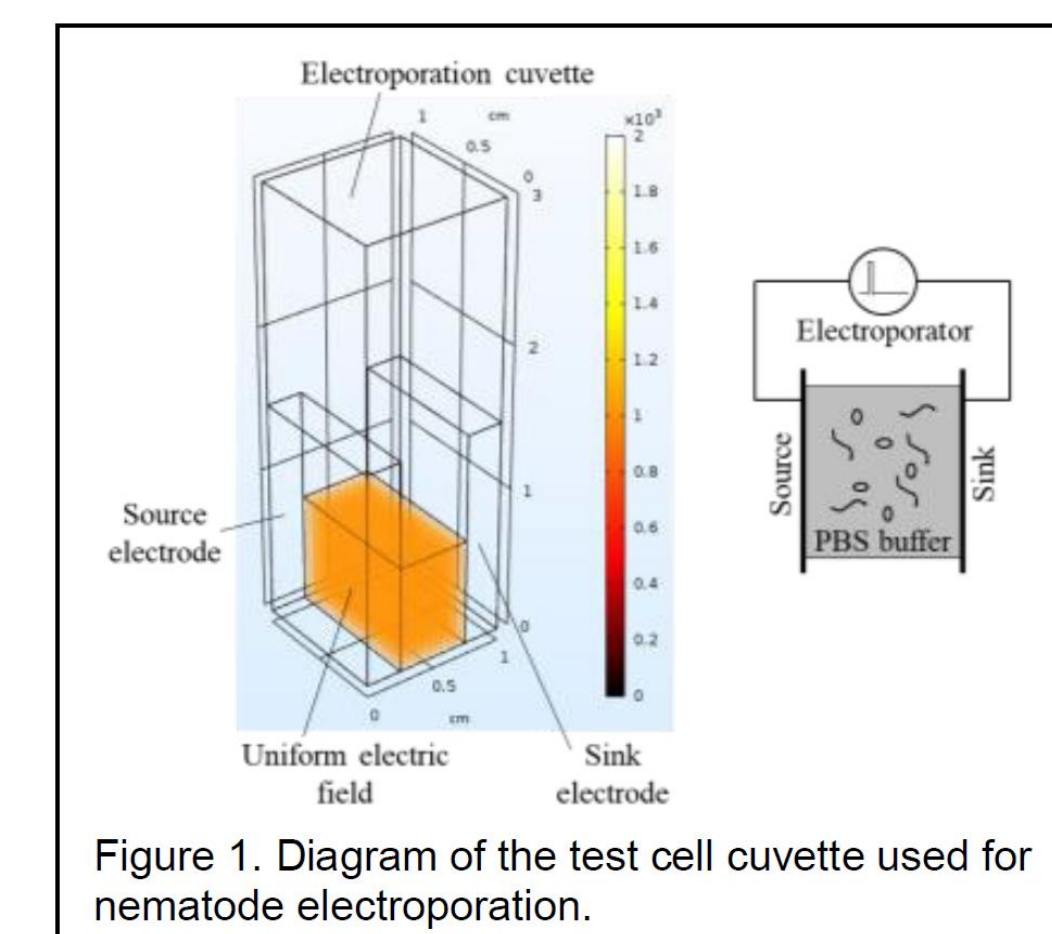 Electroporation cuvette
1
cm
0.5
0
3
2
1
0
1
0.5
cm
0
×10³
2
1.8
1.6
1.4
1.2
1
0.8
0.6
0.4
0.2
0
Source
electrode
Uniform electric
field
Sink
electrode
Electroporator
Source
Sink
PBS buffer
Figure 1. Diagram of the test cell cuvette used for
nematode electroporation.